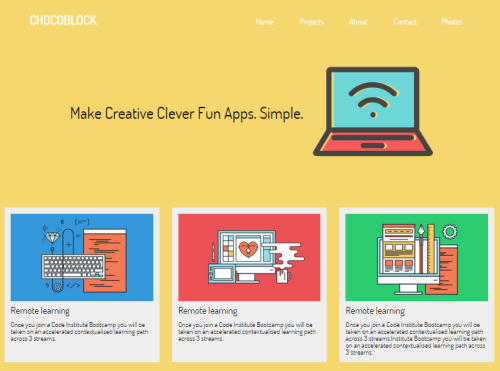 CHOCOBLOCK
Home Projects About Contact Photos
Make Creative Clever Fun Apps. Simple.
Remote learning
Once you join a Code Institute Bootcamp you will be
taken on an accelerated contextualised learning path
across 3 streams.
Remote learning
Once you join a Code Institute Bootcamp you will be
taken on an accelerated contextualised learning path
across 3 streams.
Remote learning
Once you join a Code Institute Bootcamp you will be
taken on an accelerated contextualised learning path
across 3 streams.Institute Bootcamp you will be taken
on an accelerated contextualised learning path across
3 streams.